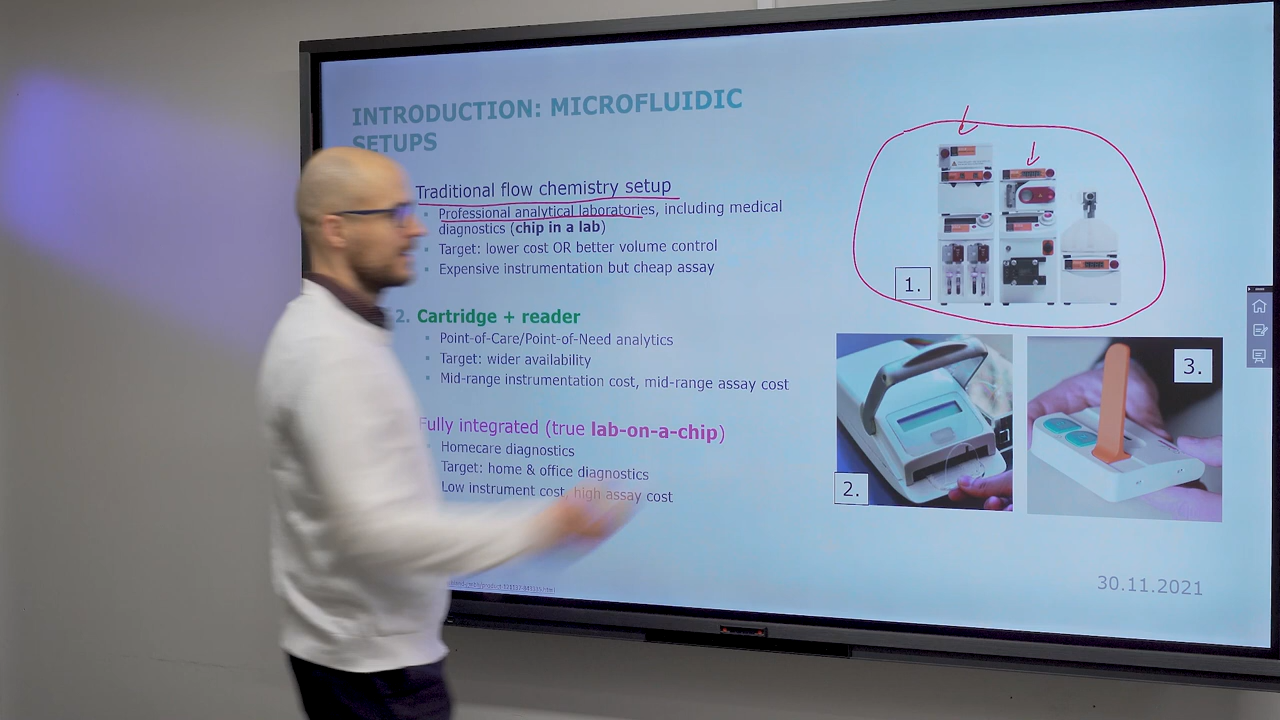 INTRODUCTION: MICROFLUIDIC
SETUPS
Traditional flow chemistry setup
Professional analytical laboratories, including medical
diagnostics (chip in a lab)
Target: lower cost OR better volume control
Expensive instrumentation but cheap assay
2. Cartridge + reader
Point-of-Care/Point-of-Need analytics
Target: wider availability
Mid-range instrumentation cost, mid-range assay cost
Fully integrated (true lab-on-a-chip)
Homecare diagnostics
Target: home & office diagnostics
Low instrument cost, high assay cost
1.
2.
3.
30.11.2021